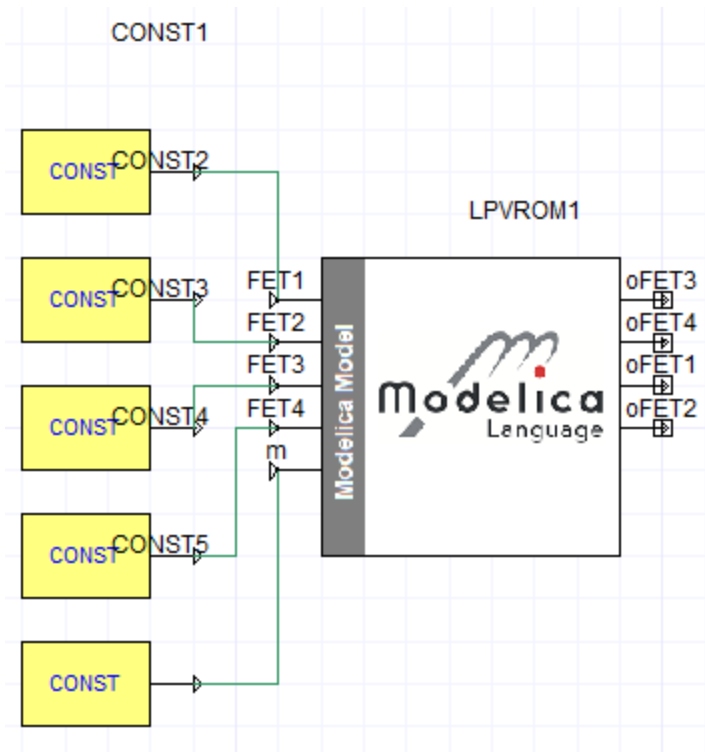 CONST1
CONST
CONST2
LPVROM1
CONST
CONST3
FET1
oFET3
FET2
oFET4
FET3
oFET1
CONST
CONST4
FET4
oFET2
m
Modelica Model
Modelica
Language
CONST
CONST5
CONST